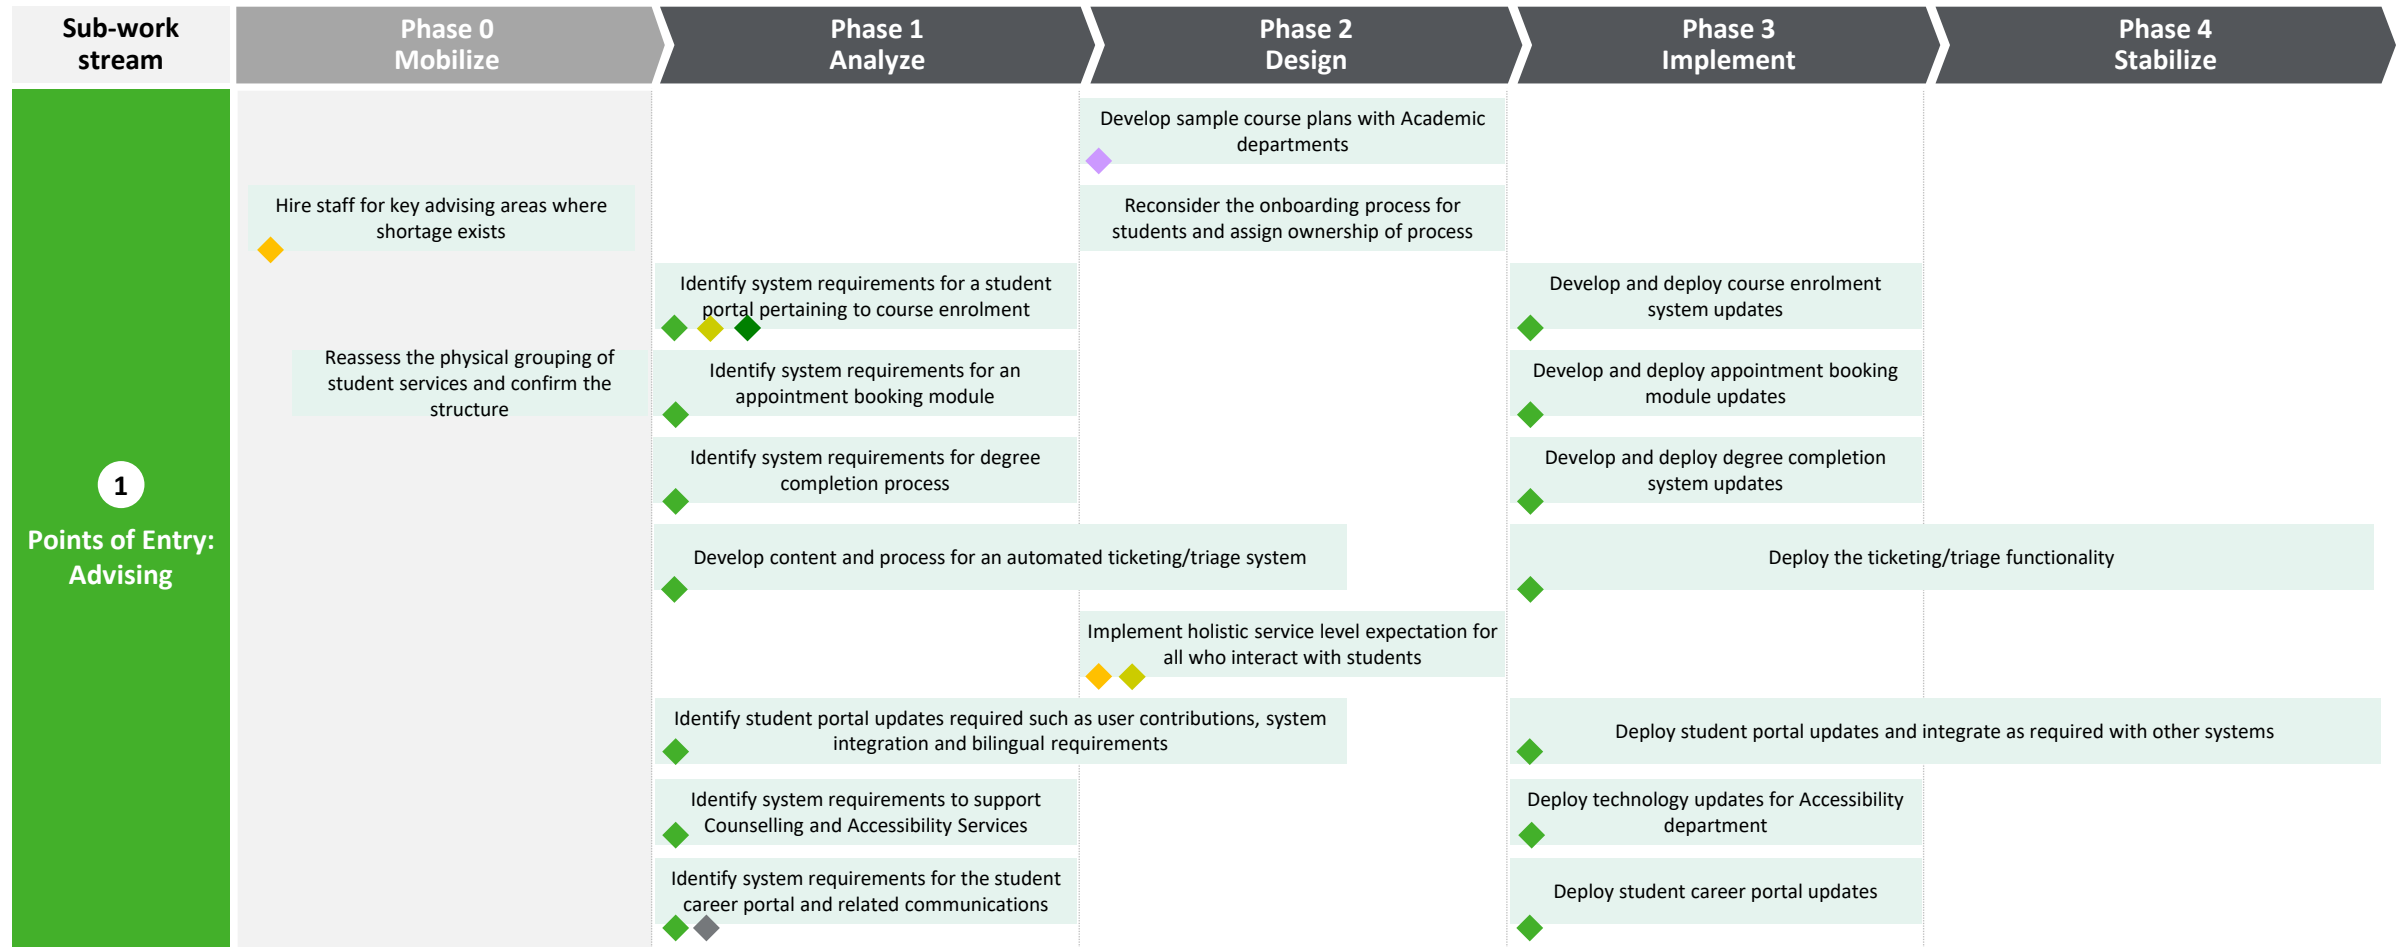 Sub-work
stream
Phase 0
Mobilize
Phase 1
Analyze
Phase 2
Design
Phase 3
Implement
Phase 4
Stabilize
1
Points of Entry:
Advising
Develop sample course plans with Academic
departments
Hire staff for key advising areas where
shortage exists
Reconsider the onboarding process for
students and assign ownership of process
Identify system requirements for a student
portal pertaining to course enrolment
Develop and deploy course enrolment
system updates
Reassess the physical grouping of
student services and confirm the
structure
Identify system requirements for an
appointment booking module
Develop and deploy appointment booking
module updates
Identify system requirements for degree
completion process
Develop and deploy degree completion
system updates
Develop content and process for an automated ticketing/triage system
Deploy the ticketing/triage functionality
Implement holistic service level expectation for
all who interact with students
Identify student portal updates required such as user contributions, system
integration and bilingual requirements
Deploy student portal updates and integrate as required with other systems
Identify system requirements to support
Counselling and Accessibility Services
Deploy technology updates for Accessibility
department
Identify system requirements for the student
career portal and related communications
Deploy student career portal updates